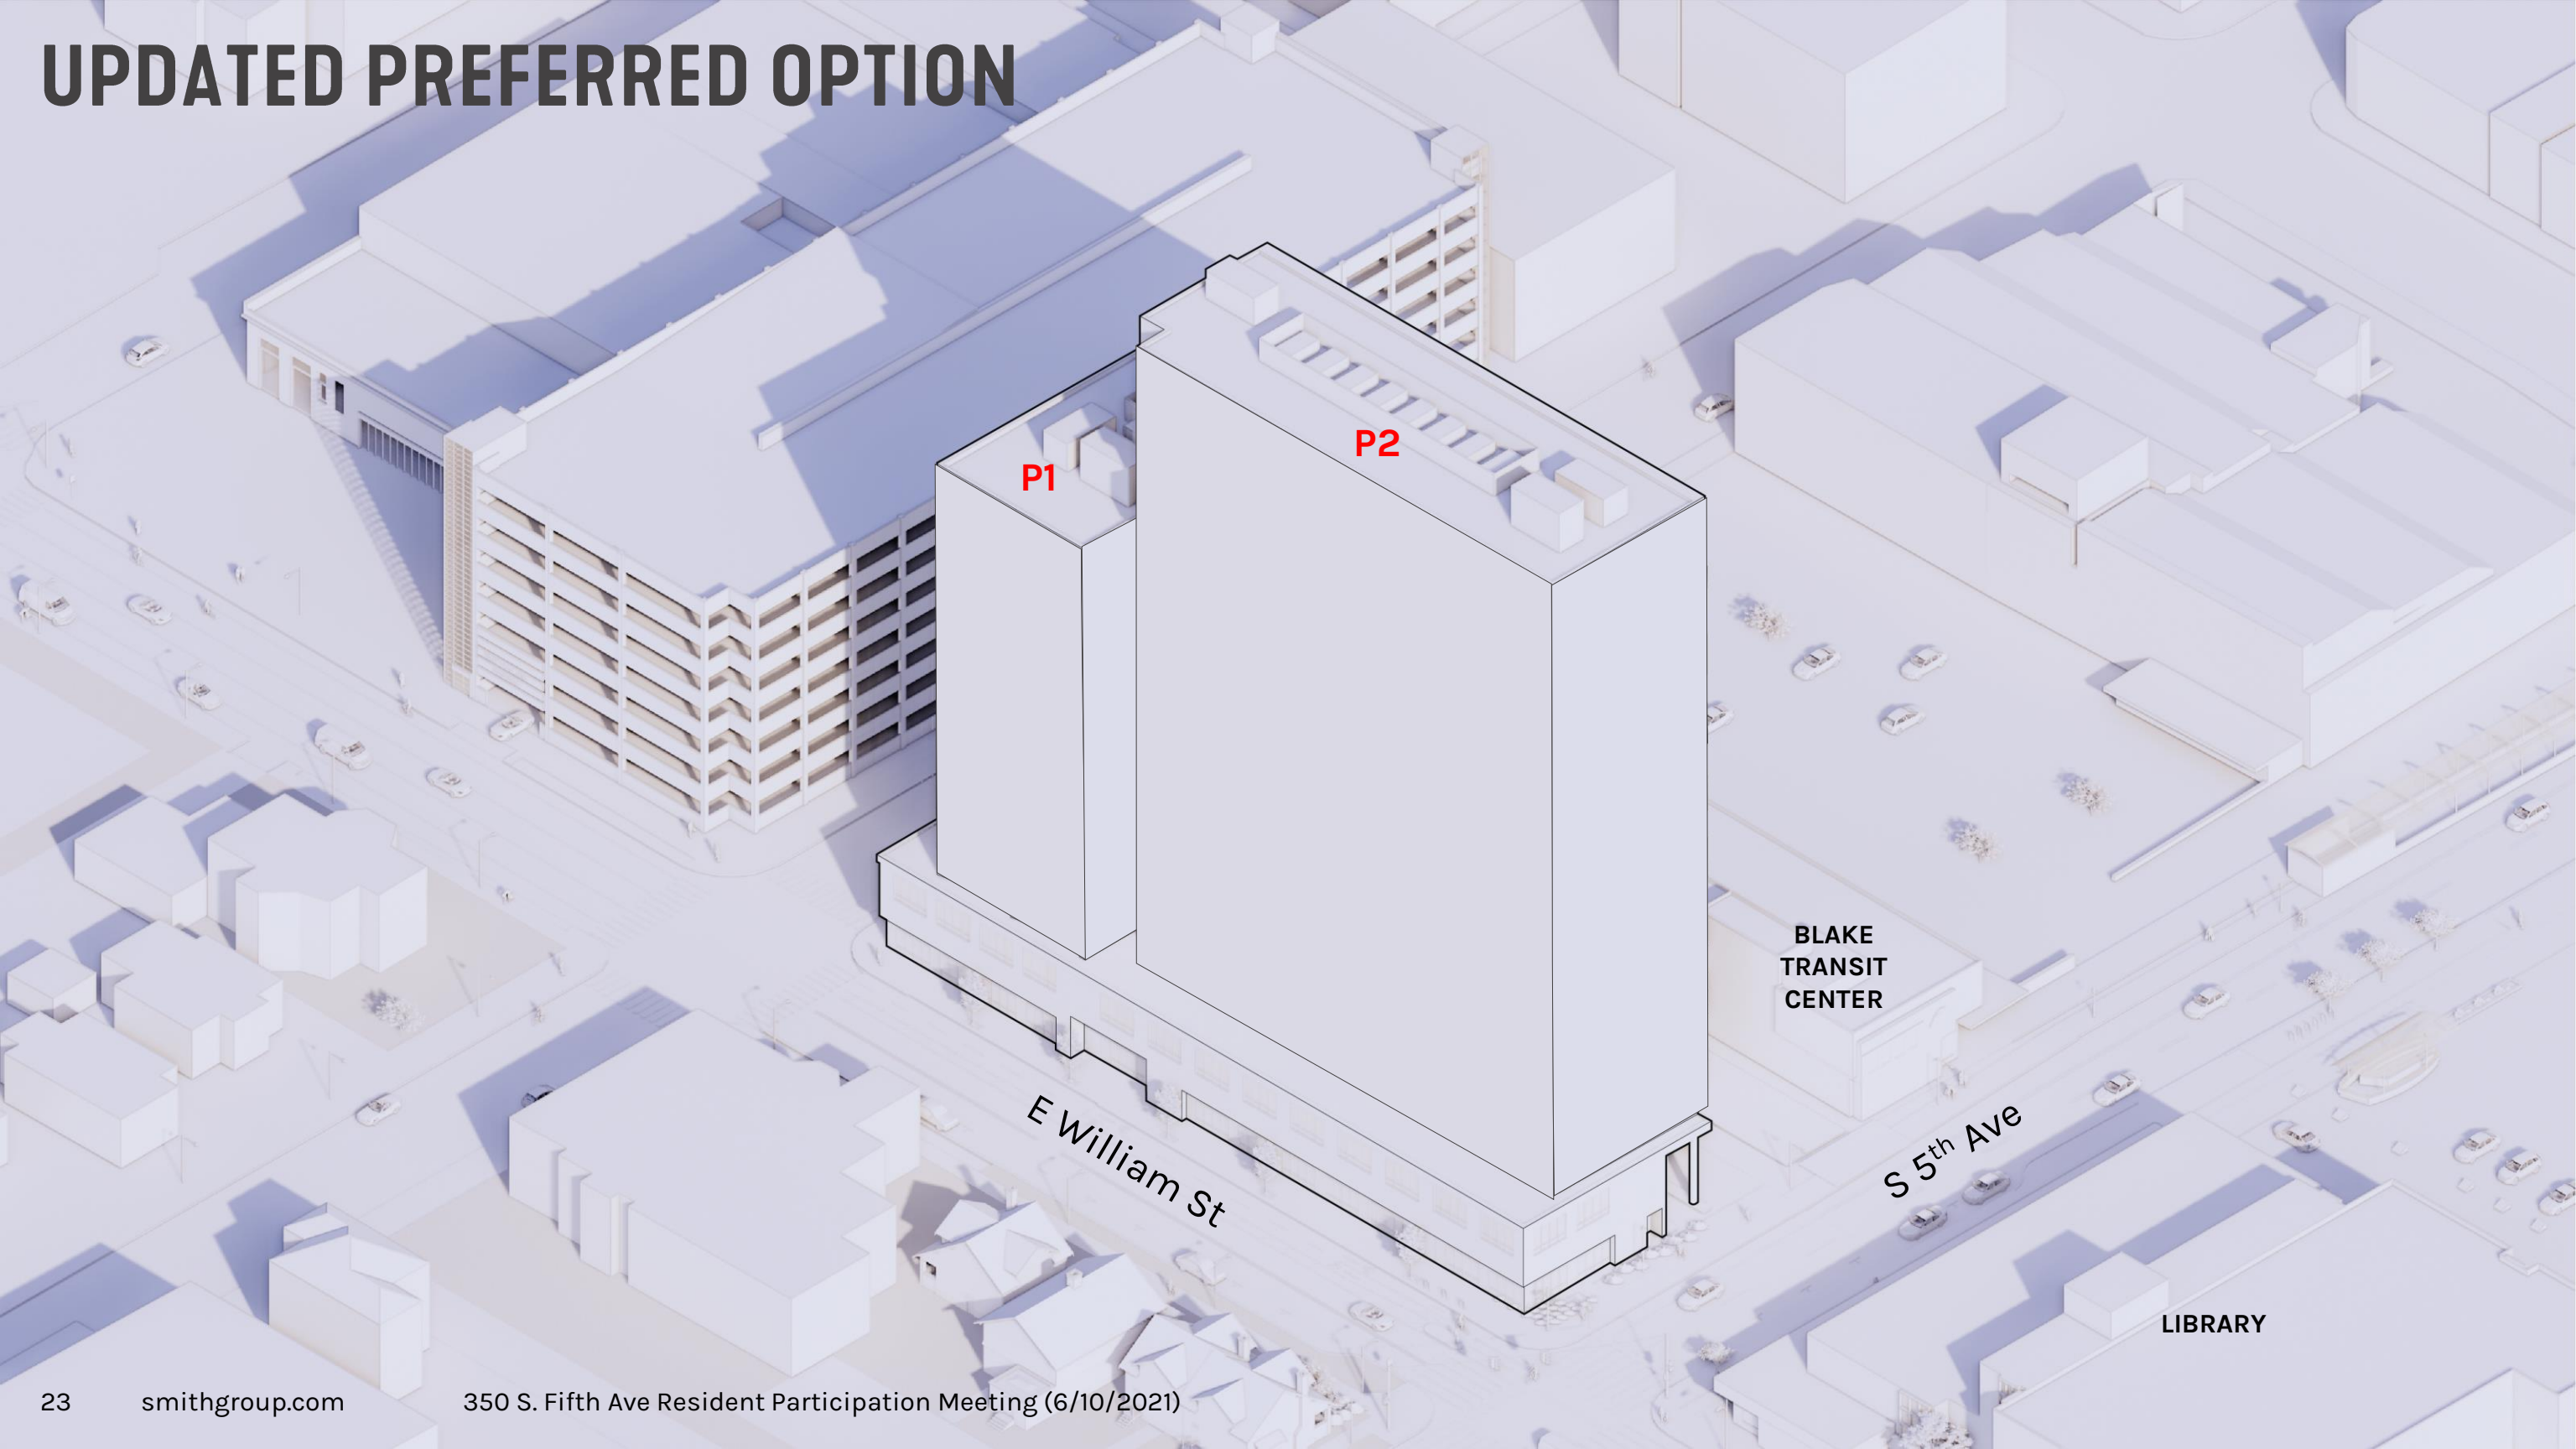 UPDATED PREFERRED OPTION
P1
P2
BLAKE
TRANSIT
CENTER
E William St
S 5th Ave
LIBRARY
23 smithgroup.com 350 S. Fifth Ave Resident Participation Meeting (6/10/2021)